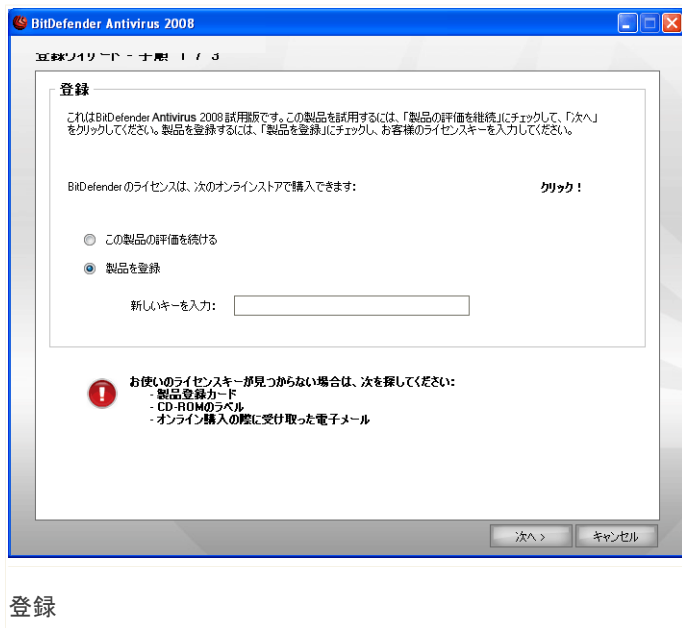 BitDefender Antivirus 2008
登録ウィザード - 手順 1 / 3
登録
これはBitDefender Antivirus 2008 試用版です。この製品を試用するには、「製品の評価を継続」にチェックして、「次へ」
をクリックしてください。製品を登録するには、「製品を登録」にチェックし、お客様のライセンスキーを入力してください。
BitDefender のライセンスは、次のオンラインストアで購入できます: クリック！
この製品の評価を続ける
製品を登録
新しいキーを入力:
お使いのライセンスキーが見つからない場合は、次を探してください:
- 製品登録カード
- CD-ROMのラベル
- オンライン購入の際に受け取った電子メール
次へ > キャンセル
登録